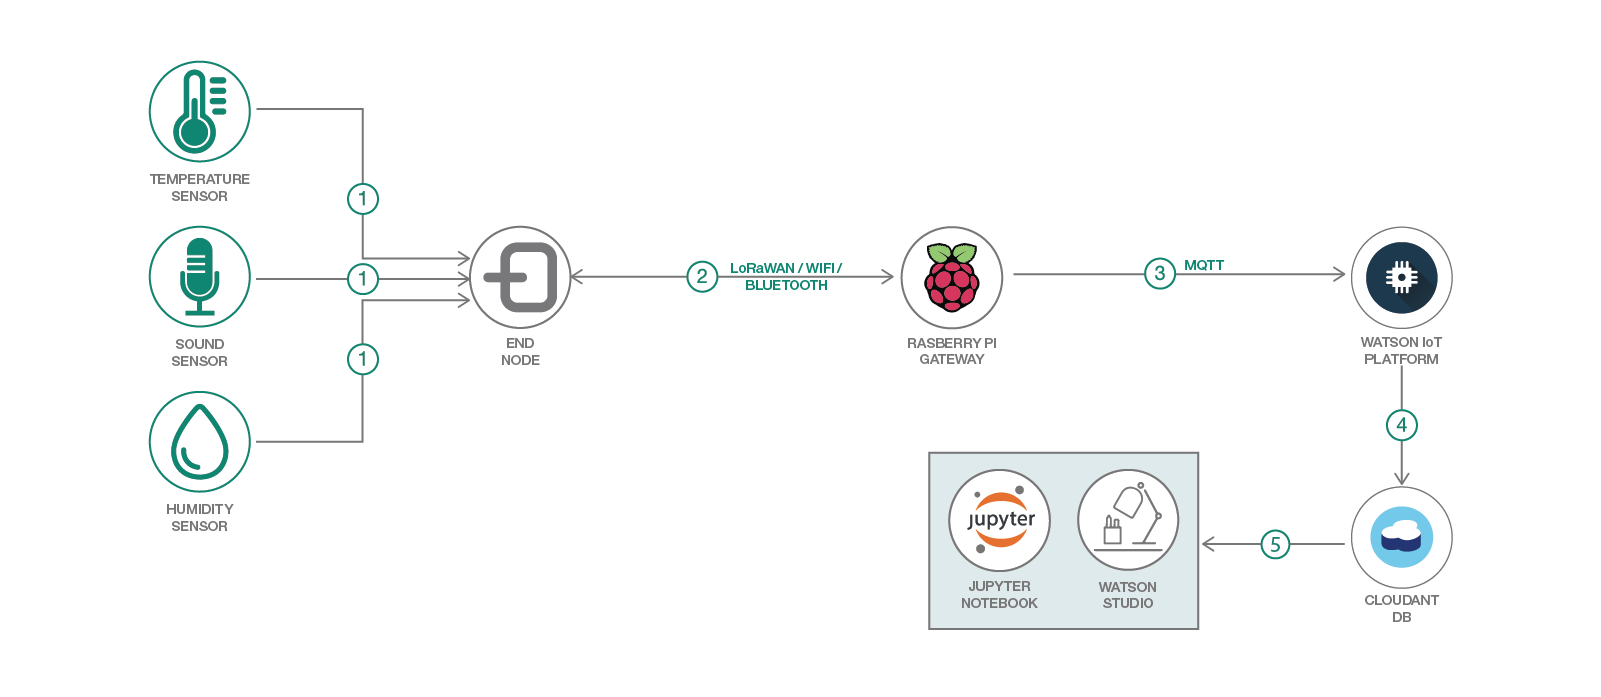 TEMPERATURE
SENSOR
1
SOUND
SENSOR
1
HUMIDITY
SENSOR
1
END
NODE
2
LoRaWAN / WIFI /
BLUETOOTH
RASBERRY PI
GATEWAY
3
MQTT
WATSON IoT
PLATFORM
4
CLOUDANT
DB
5
jupyter
JUPYTER
NOTEBOOK
WATSON
STUDIO